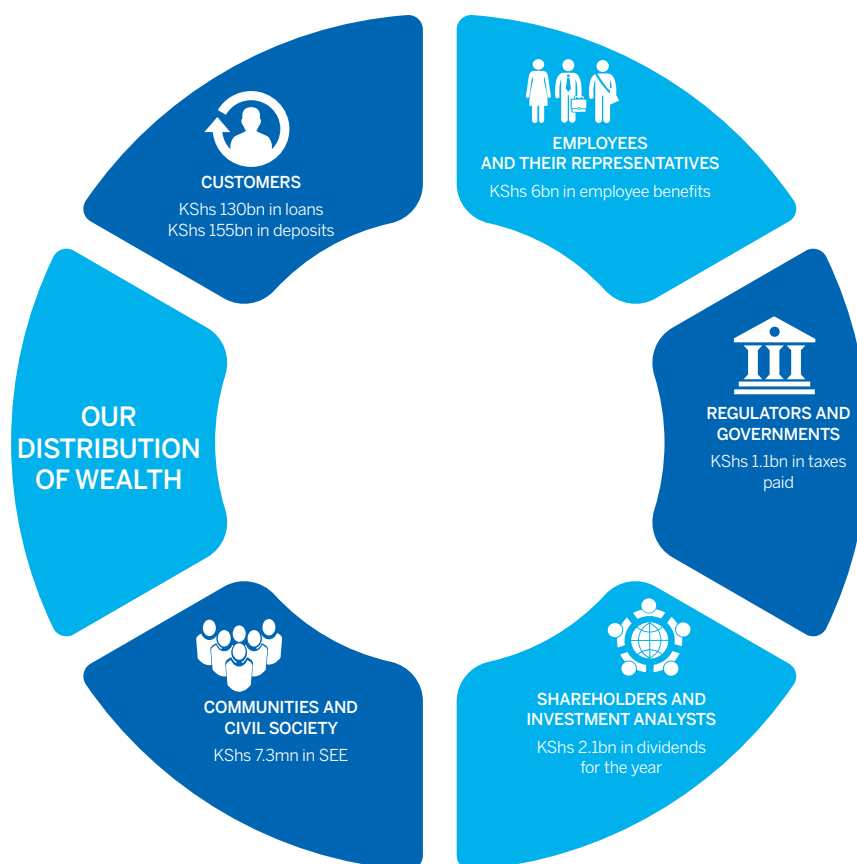 CUSTOMERS
KShs 130bn in loans
KShs 155bn in deposits
EMPLOYEES
AND THEIR REPRESENTATIVES
KShs 6bn in employee benefits
REGULATORS AND
GOVERNMENTS
KShs 1.1bn in taxes
paid
SHAREHOLDERS AND
INVESTMENT ANALYSTS
KShs 2.1bn in dividends
for the year
COMMUNITIES AND
CIVIL SOCIETY
KShs 7.3mn in SEE
OUR
DISTRIBUTION
OF WEALTH